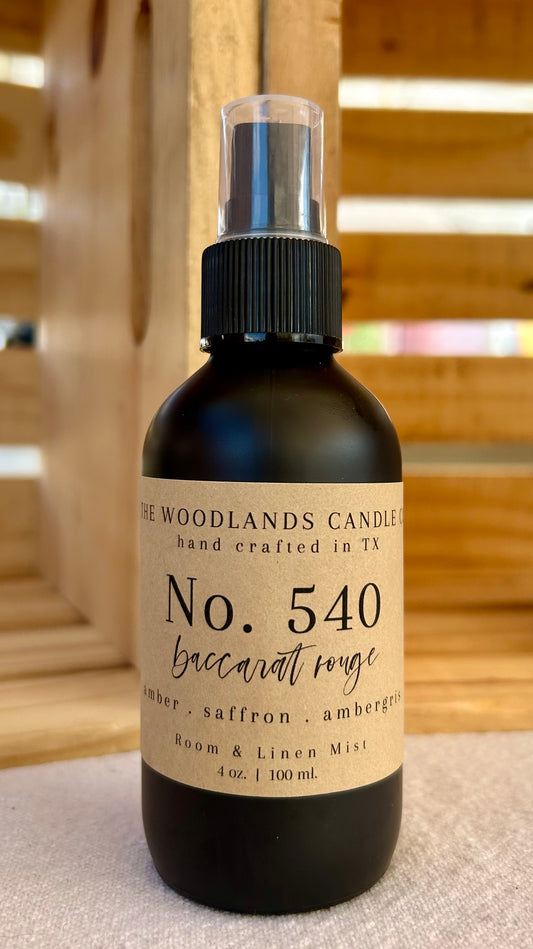 THE WOODLANDS CANDLE C
hand crafted in TX
No. 540
baccarat rouge
amber . saffron . ambergris
Room & Linen Mist
4 oz. | 100 ml.